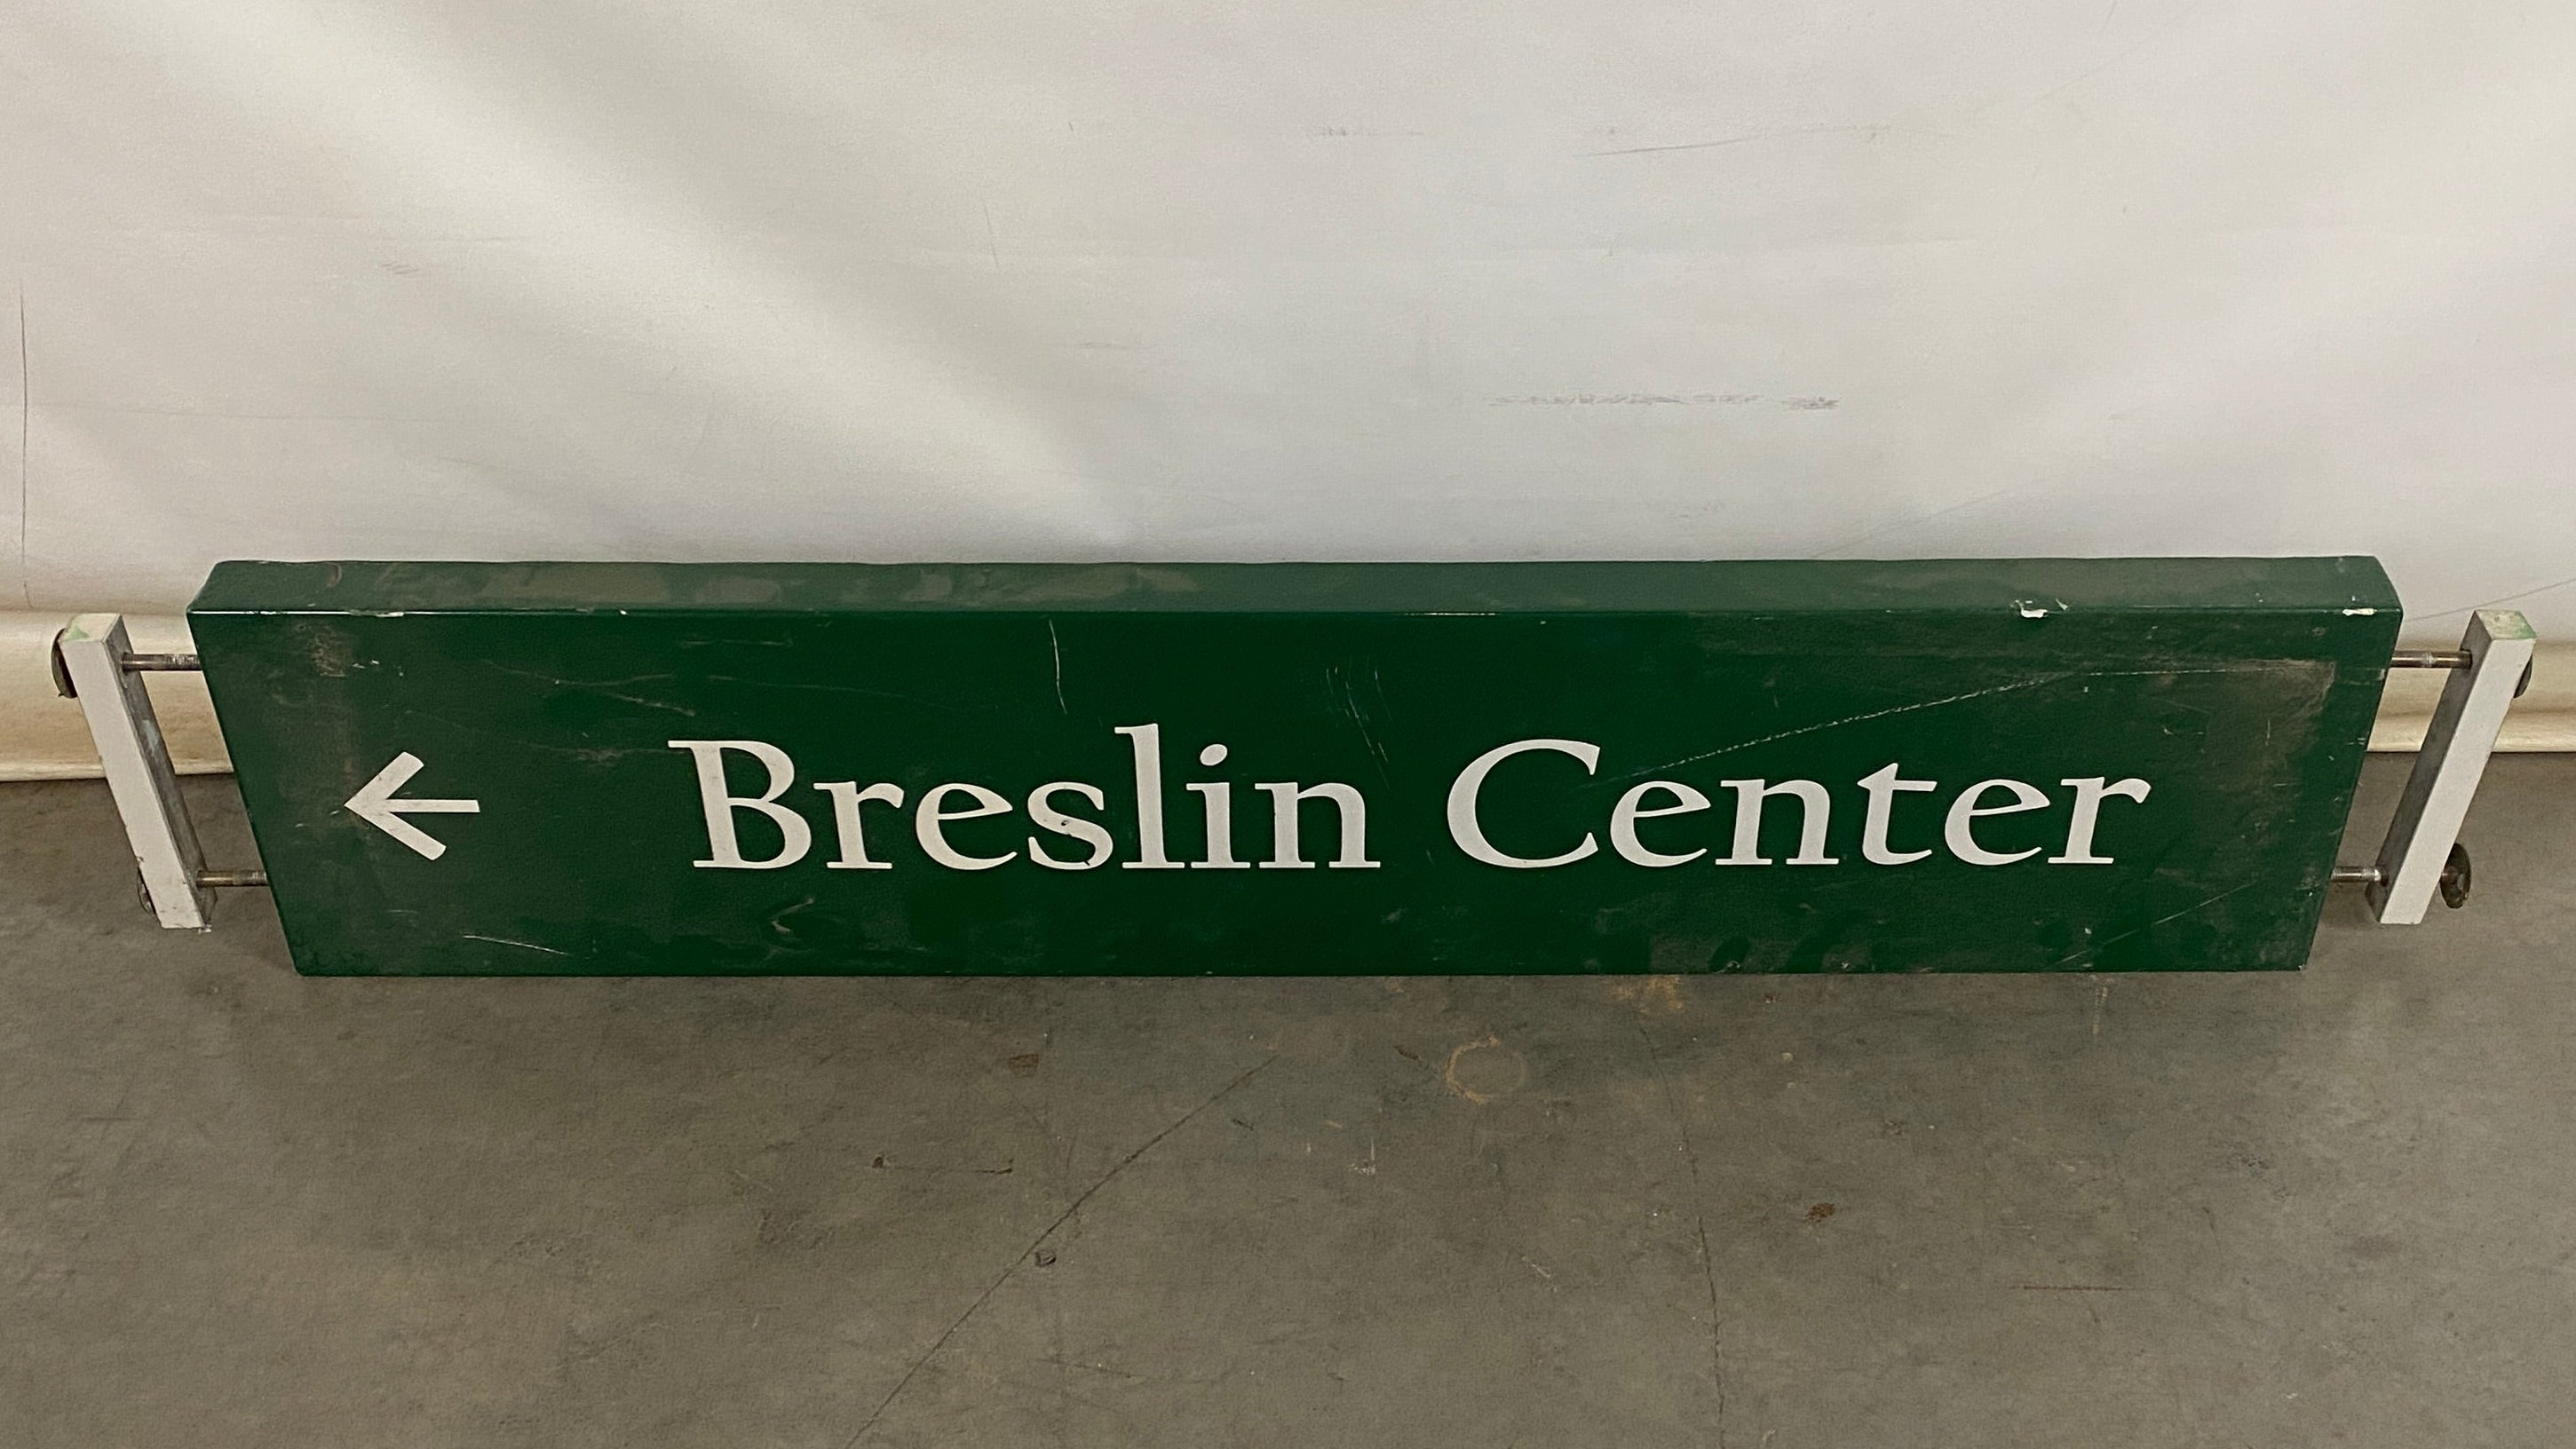 ← Breslin Center